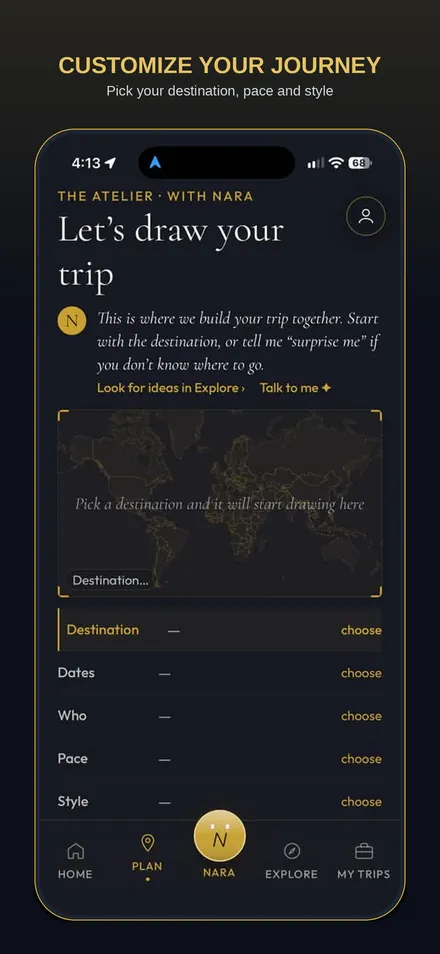 CUSTOMIZE YOUR JOURNEY
Pick your destination, pace and style
4:13
68
THE ATELIER · WITH NARA
Let’s draw your
trip
N
This is where we build your trip together. Start
with the destination, or tell me “surprise me” if
you don’t know where to go.
Look for ideas in Explore › Talk to me ✦
Pick a destination and it will start drawing here
Destination...
Destination — choose
Dates — choose
Who — choose
Pace — choose
Style — choose
N
HOME PLAN NARA EXPLORE MY TRIPS